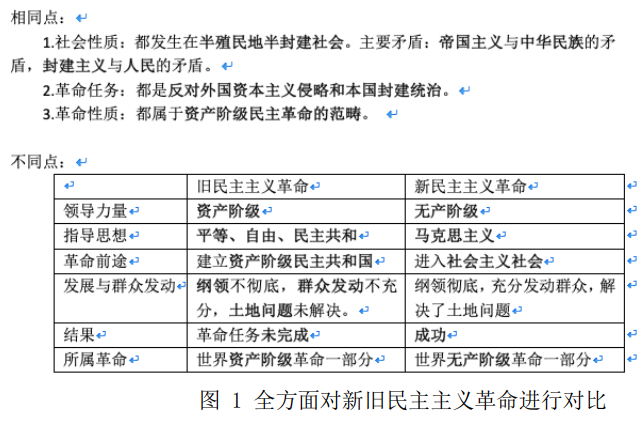 相同点：
1.社会性质：都发生在半殖民地半封建社会。主要矛盾：帝国主义与中华民族的矛
盾，封建主义与人民的矛盾。
2.革命任务：都是反对外国资本主义侵略和本国封建统治。
3.革命性质：都属于资产阶级民主革命的范畴。
不同点：
旧民主主义革命 新民主主义革命
领导力量 资产阶级 无产阶级
指导思想 平等、自由、民主共和 马克思主义
革命前途 建立资产阶级民主共和国 进入社会主义社会
发展与群众发动 纲领不彻底，群众发动不充 纲领彻底，充分发动群众，解
分，土地问题未解决。 决了土地问题
结果 革命任务未完成 成功
所属革命 世界资产阶级革命一部分 世界无产阶级革命一部分
图 1 全方面对新旧民主主义革命进行对比